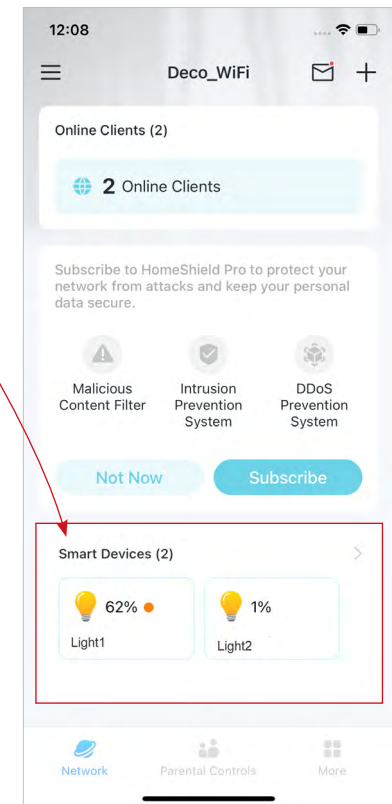 12:08
Deco_WiFi
Online Clients (2)
2 Online Clients
Subscribe to HomeShield Pro to protect your
network from attacks and keep your personal
data secure.
Malicious
Content Filter
Intrusion
Prevention
System
DDoS
Prevention
System
Not Now
Subscribe
Smart Devices (2)
62%
Light1
1%
Light2
Network
Parental Controls
More